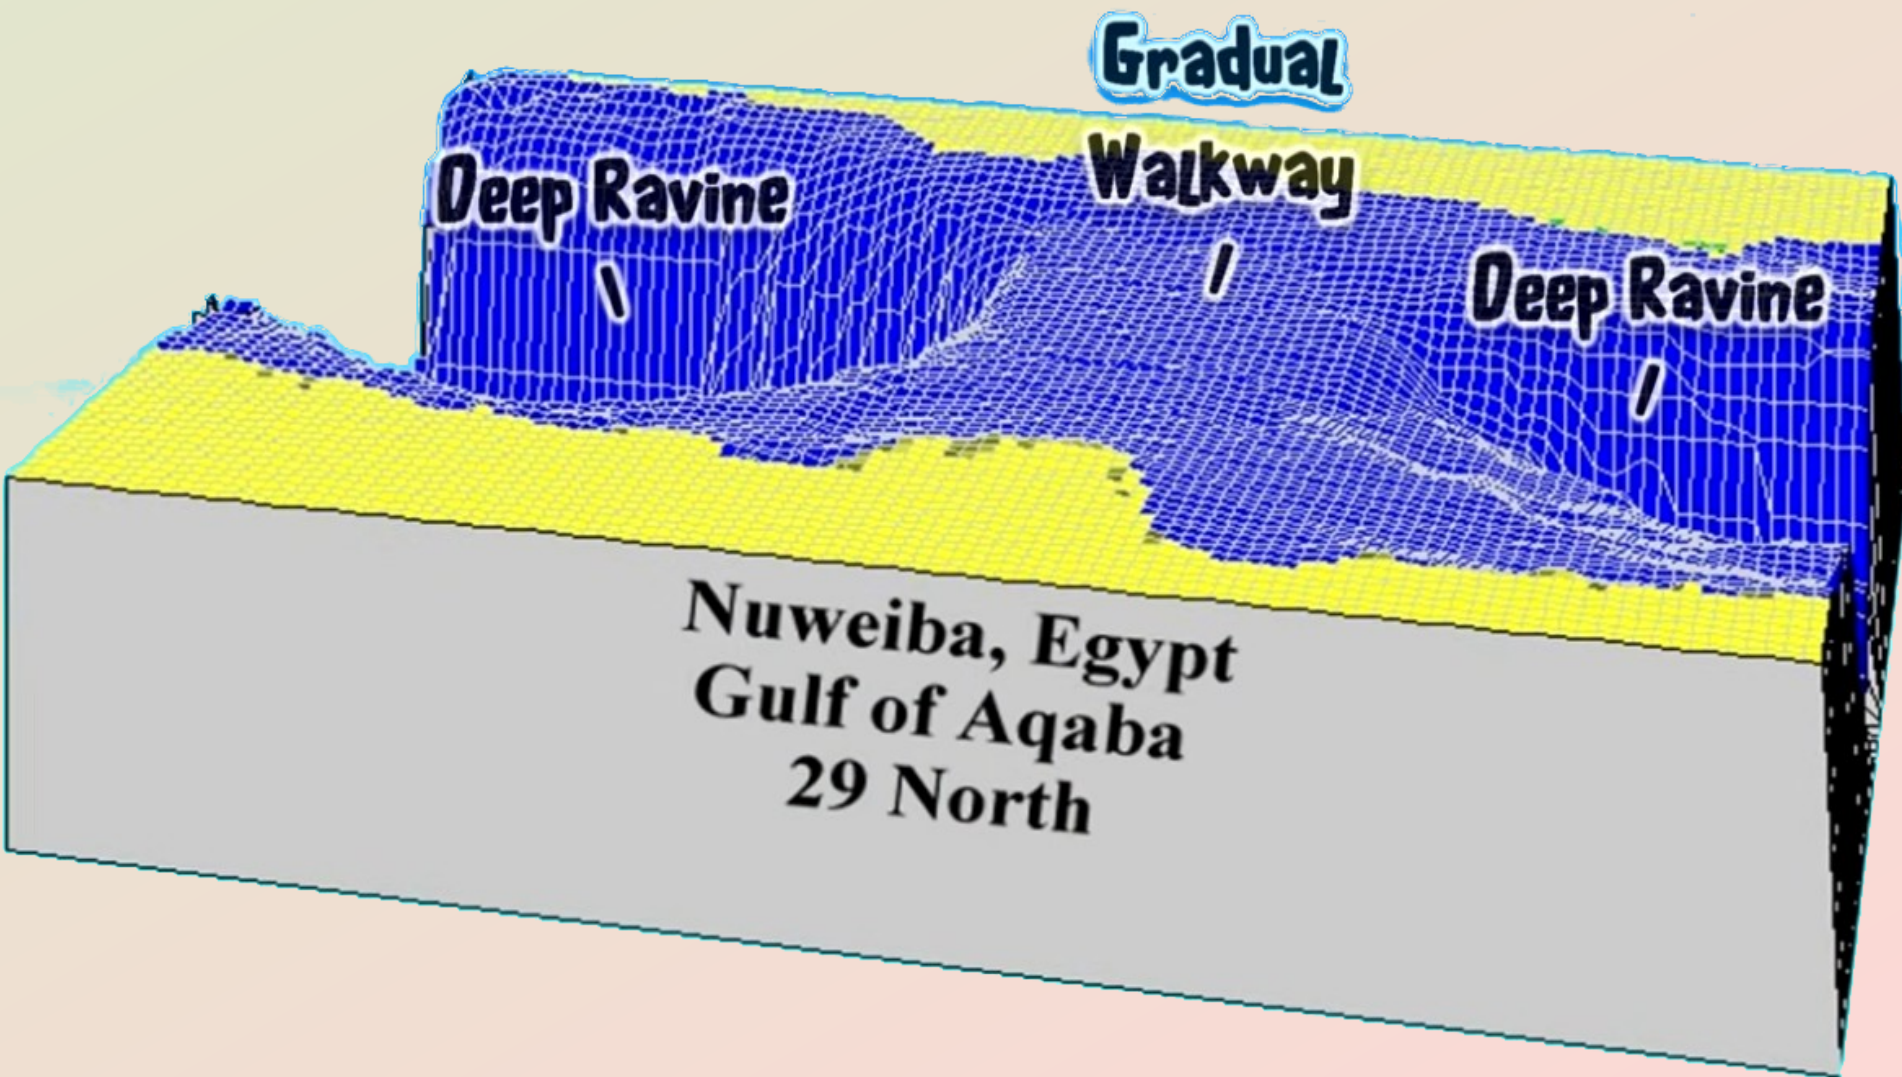 Gradual
Walkway
Deep Ravine
Deep Ravine
Nuweiba, Egypt
Gulf of Aqaba
29 North